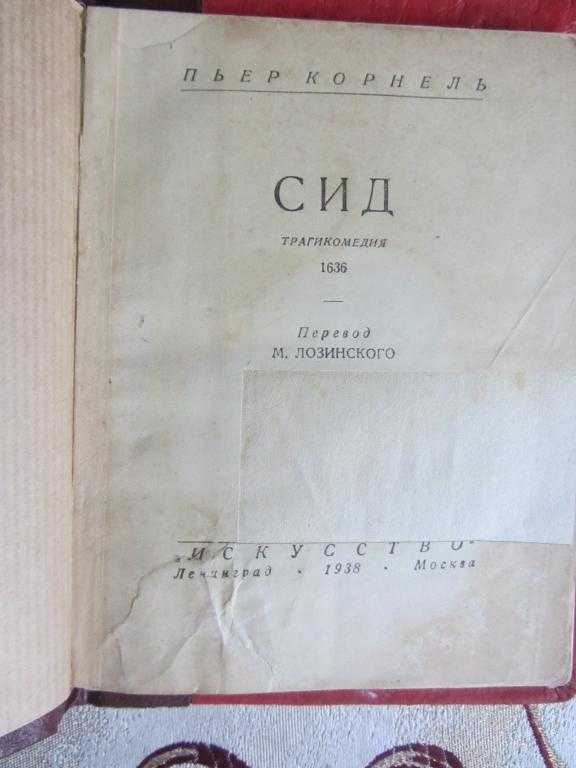 ПЬЕР КОРНЕЛЬ
СИД
ТРАГИКОМЕДИЯ
1636
Перевод
М. ЛОЗИНСКОГО
„ИСКУССТВО"
Ленинград • 1938 • Москва